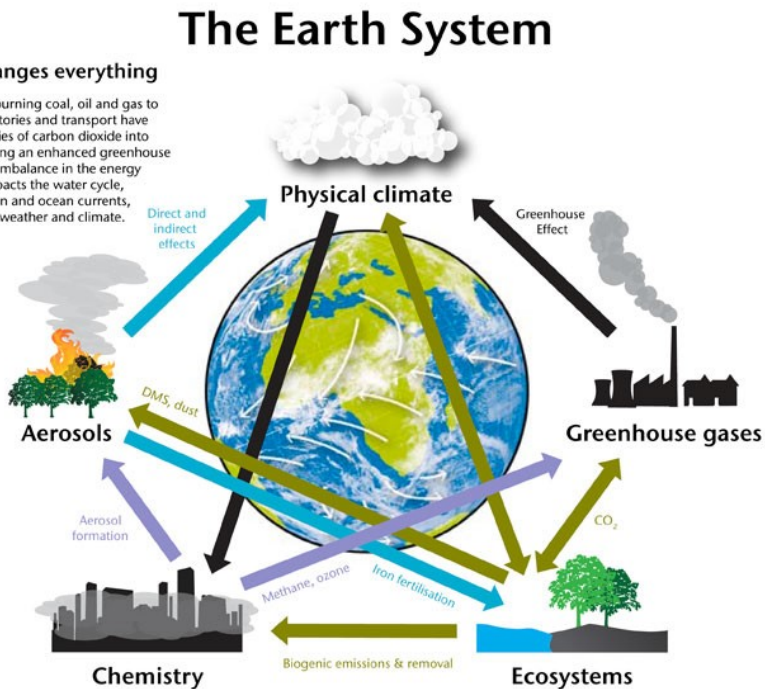 The Earth System
anges everything
urning coal, oil and gas to
tories and transport have
ies of carbon dioxide into
ng an enhanced greenhouse
mbalance in the energy
pacts the water cycle,
n and ocean currents,
weather and climate.
Physical climate
Direct and
indirect
effects
Greenhouse
Effect
DMS, dust
Aerosols
Greenhouse gases
Aerosol
formation
CO₂
Methane, ozone
Iron fertilisation
Biogenic emissions & removal
Chemistry
Ecosystems